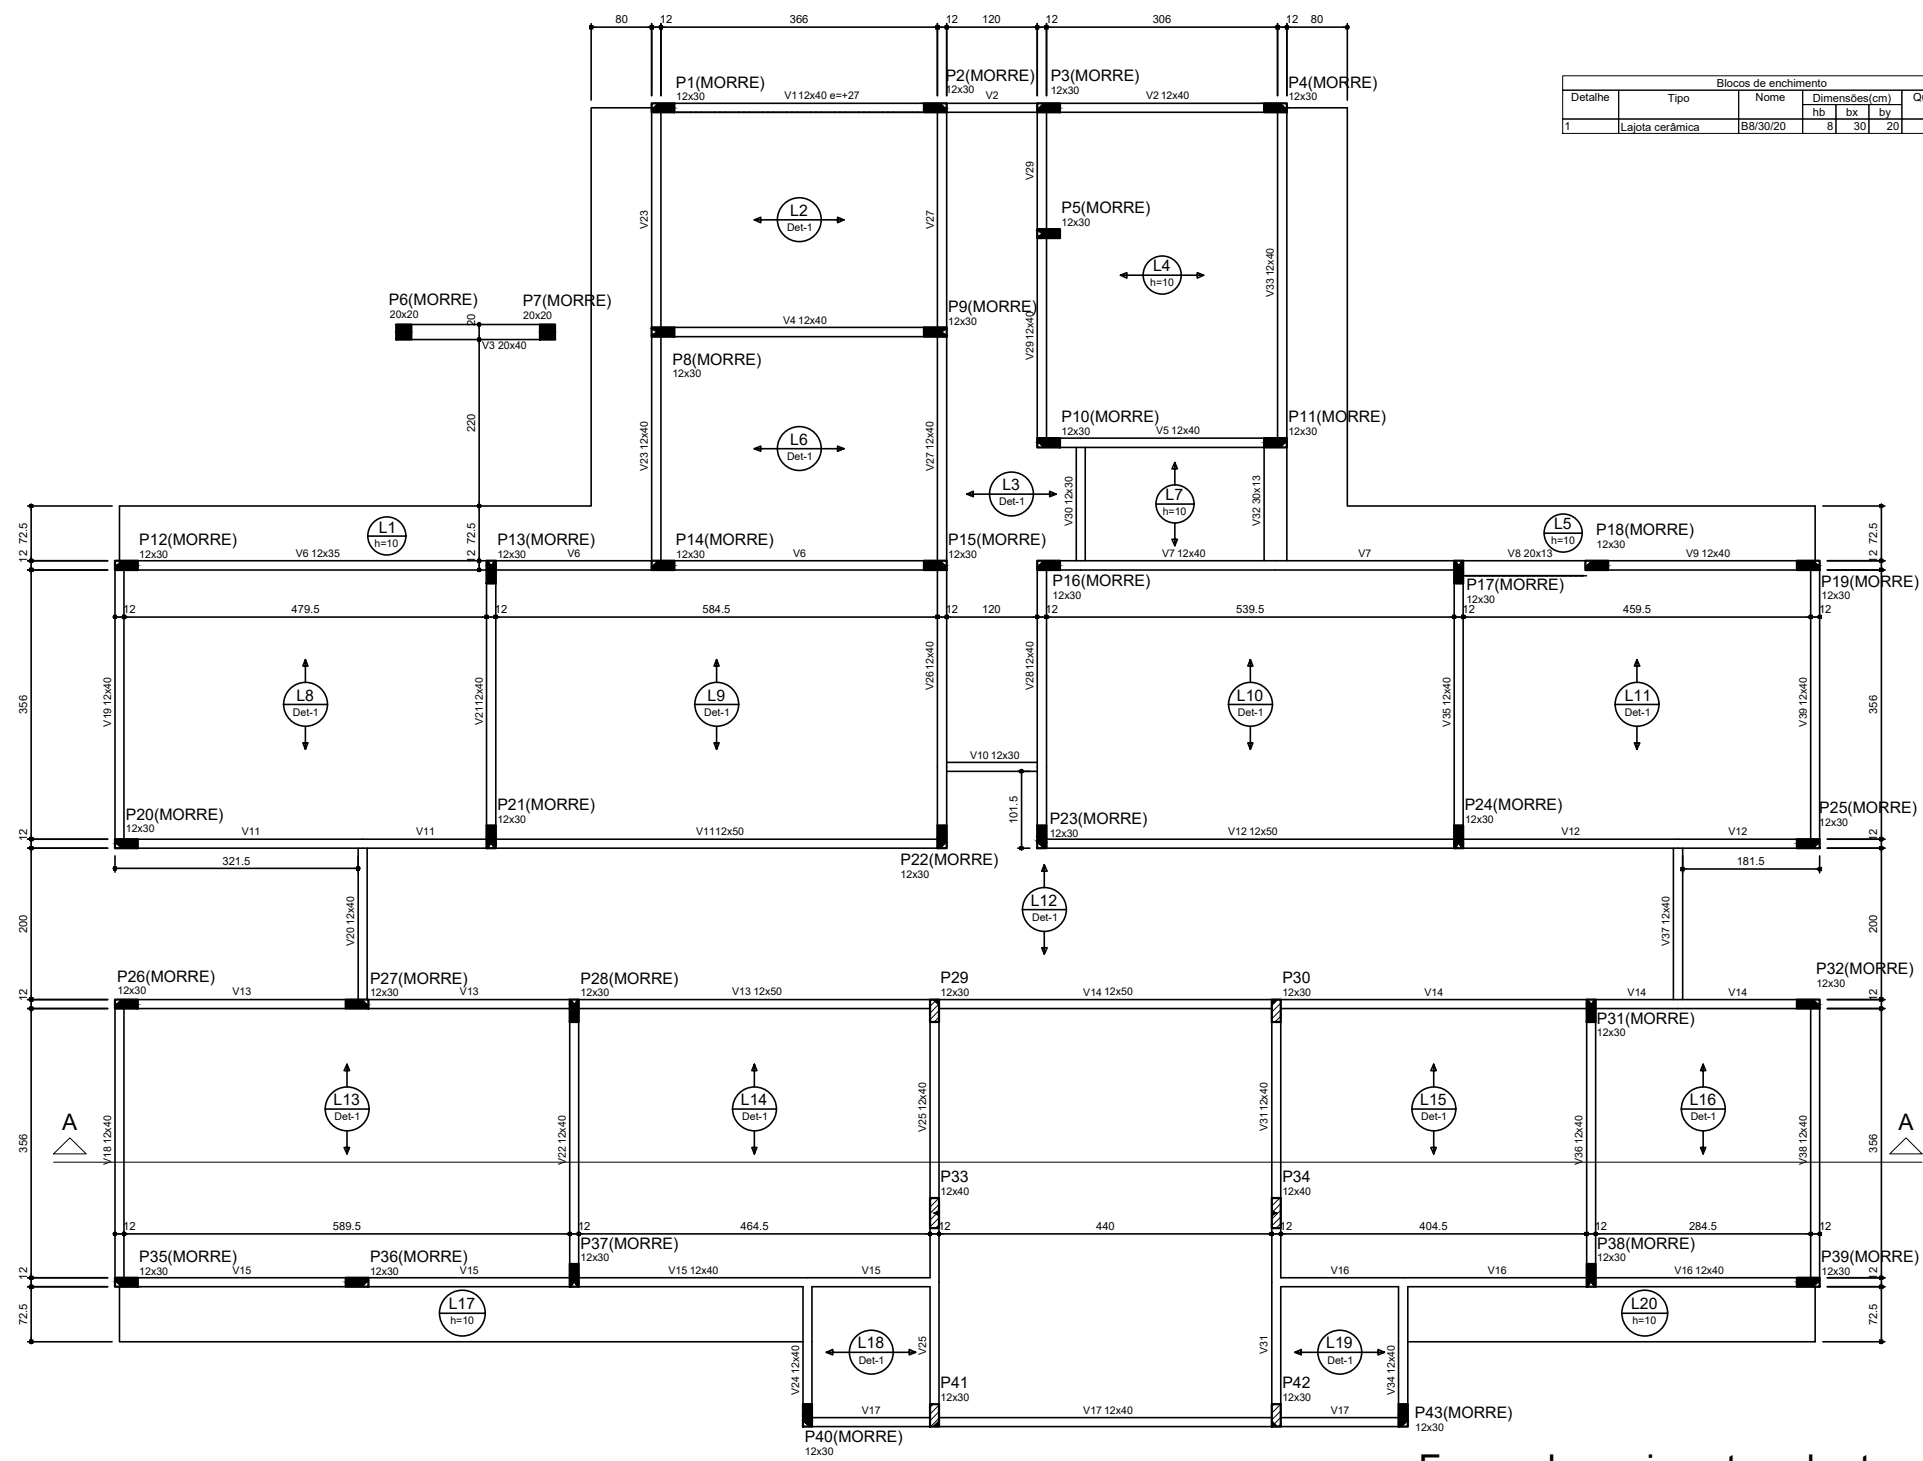 80 12 366 12 120 12 306 12 80
Blocos de enchimento
Detalhe Tipo Nome Dimensões(cm)
hb bx by
1 Lajota cerâmica B8/30/20 8 30 20
P1(MORRE)
12x30
V1 12x40 e=+27
P2(MORRE)
12x30
V2
P3(MORRE)
12x30
V2 12x40
P4(MORRE)
12x30
V23
L2
Det-1
V27
V29
P5(MORRE)
12x30
L4
h=10
V33 12x40
P6(MORRE)
20x20
20
P7(MORRE)
20x20
V3 20x40
V4 12x40
P9(MORRE)
12x30
V29 12x40
P8(MORRE)
12x30
220
V23 12x40
L6
Det-1
V27 12x40
P10(MORRE)
12x30
V5 12x40
P11(MORRE)
12x30
L3
Det-1
V30 12x30
L7
h=10
V32 30x13
72.5
L1
h=10
72.5
L5
h=10
72.5
12
P12(MORRE)
12x30
V6 12x35
12
P13(MORRE)
12x30
V6
P14(MORRE)
12x30
V6
P15(MORRE)
12x30
V7 12x40
V7
V8 20x13
P18(MORRE)
12x30
V9 12x40
12
P16(MORRE)
12x30
P17(MORRE)
12x30
P19(MORRE)
12x30
12 479.5 12 584.5 12 120 12 539.5 12 459.5 12
356
V19 12x40
L8
Det-1
V21 12x40
L9
Det-1
V26 12x40
V28 12x40
L10
Det-1
V35 12x40
L11
Det-1
V39 12x40
356
V10 12x30
101.5
P20(MORRE)
12x30
P21(MORRE)
12x30
P23(MORRE)
12x30
P24(MORRE)
12x30
P25(MORRE)
12x30
12
V11
V11
V11 12x50
V12 12x50
V12
V12
12
P22(MORRE)
12x30
321.5
181.5
200
V20 12x40
L12
Det-1
V37 12x40
200
P26(MORRE)
12x30
P27(MORRE)
12x30
P28(MORRE)
12x30
P29
12x30
P30
12x30
P32(MORRE)
12x30
12
V13
V13
V13 12x50
V14 12x50
V14
V14
V14
12
P31(MORRE)
12x30
A
356
V18 12x40
L13
Det-1
V22 12x40
L14
Det-1
V25 12x40
V31 12x40
L15
Det-1
V36 12x40
L16
Det-1
V38 12x40
356
A
P33
12x40
P34
12x40
12 589.5 12 464.5 12 440 12 404.5 12 284.5 12
P35(MORRE)
12x30
P36(MORRE)
12x30
P37(MORRE)
12x30
P38(MORRE)
12x30
P39(MORRE)
12x30
12
V15
V15
V15 12x40
V15
V16
V16
V16 12x40
12
72.5
L17
h=10
L20
h=10
72.5
V24 12x40
L18
Det-1
V25
V31
L19
Det-1
V34 12x40
P41
12x30
P42
12x30
V17
V17 12x40
V17
P43(MORRE)
12x30
P40(MORRE)
12x30